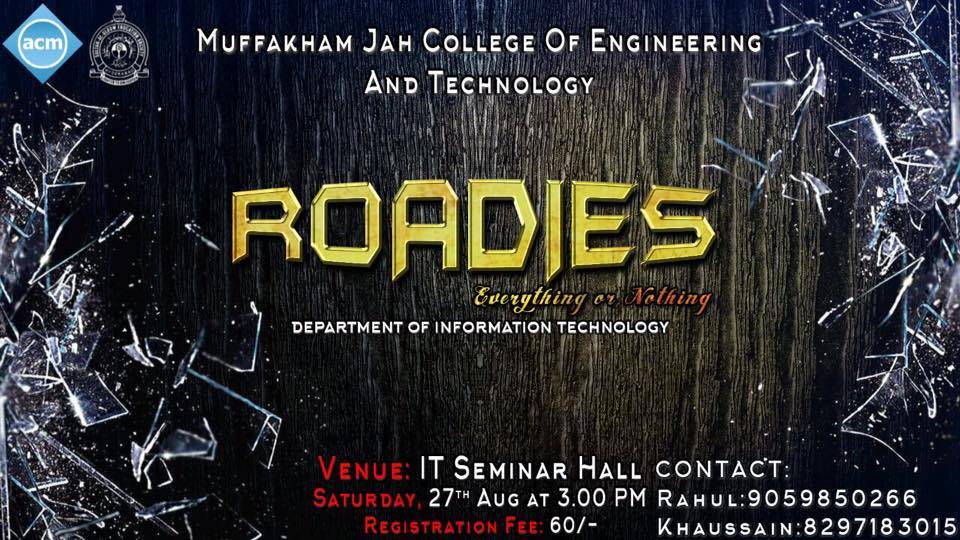 acm
Muffakham Jah College Of Engineering
And Technology
ROADIES
Everything or Nothing
DEPARTMENT OF INFORMATION TECHNOLOGY
Venue: IT Seminar Hall
Saturday, 27th Aug at 3.00 PM
Registration Fee: 60/-
CONTACT:
Rahul:9059850266
Khaussain:8297183015